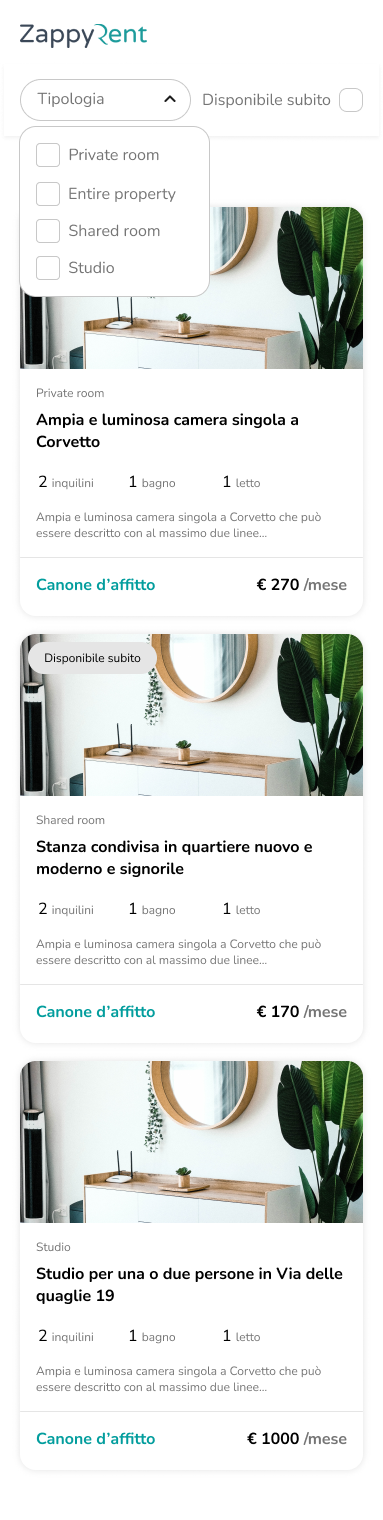 ZappyRent
Tipologia
Disponibile subito
Private room
Entire property
Shared room
Studio
Private room
Ampia e luminosa camera singola a
Corvetto
2 inquilini 1 bagno 1 letto
Ampia e luminosa camera singola a Corvetto che può
essere descritto con al massimo due linee...
Canone d’affitto € 270 /mese
Disponibile subito
Shared room
Stanza condivisa in quartiere nuovo e
moderno e signorile
2 inquilini 1 bagno 1 letto
Ampia e luminosa camera singola a Corvetto che può
essere descritto con al massimo due linee...
Canone d’affitto € 170 /mese
Studio
Studio per una o due persone in Via delle
quaglie 19
2 inquilini 1 bagno 1 letto
Ampia e luminosa camera singola a Corvetto che può
essere descritto con al massimo due linee...
Canone d’affitto € 1000 /mese